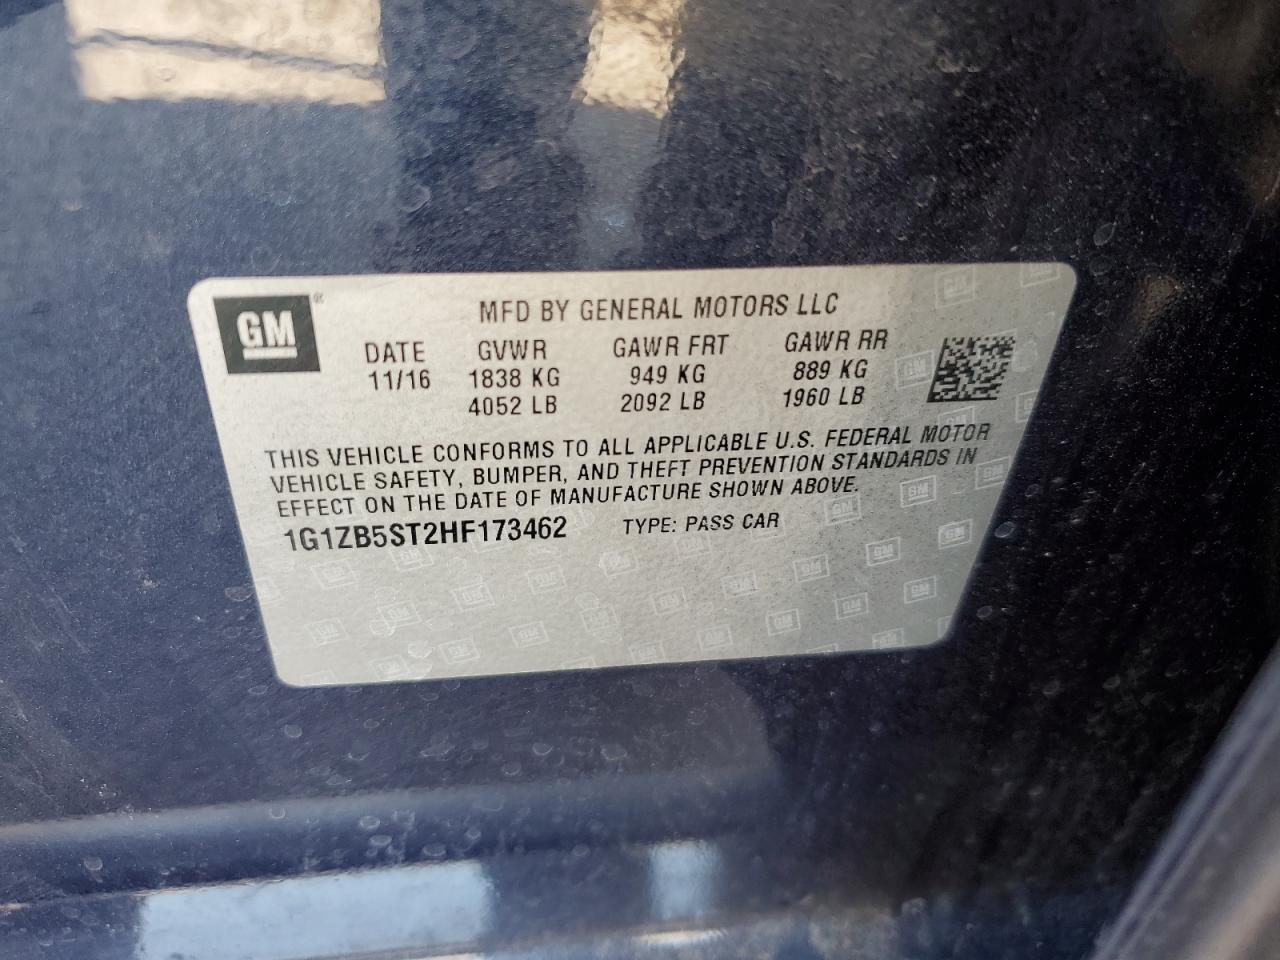 GM®
MFD BY GENERAL MOTORS LLC
DATE GVWR GAWR FRT GAWR RR
11/16 1838 KG 949 KG 889 KG
4052 LB 2092 LB 1960 LB
THIS VEHICLE CONFORMS TO ALL APPLICABLE U.S. FEDERAL MOTOR
VEHICLE SAFETY, BUMPER, AND THEFT PREVENTION STANDARDS IN
EFFECT ON THE DATE OF MANUFACTURE SHOWN ABOVE.
1G1ZB5ST2HF173462 TYPE: PASS CAR